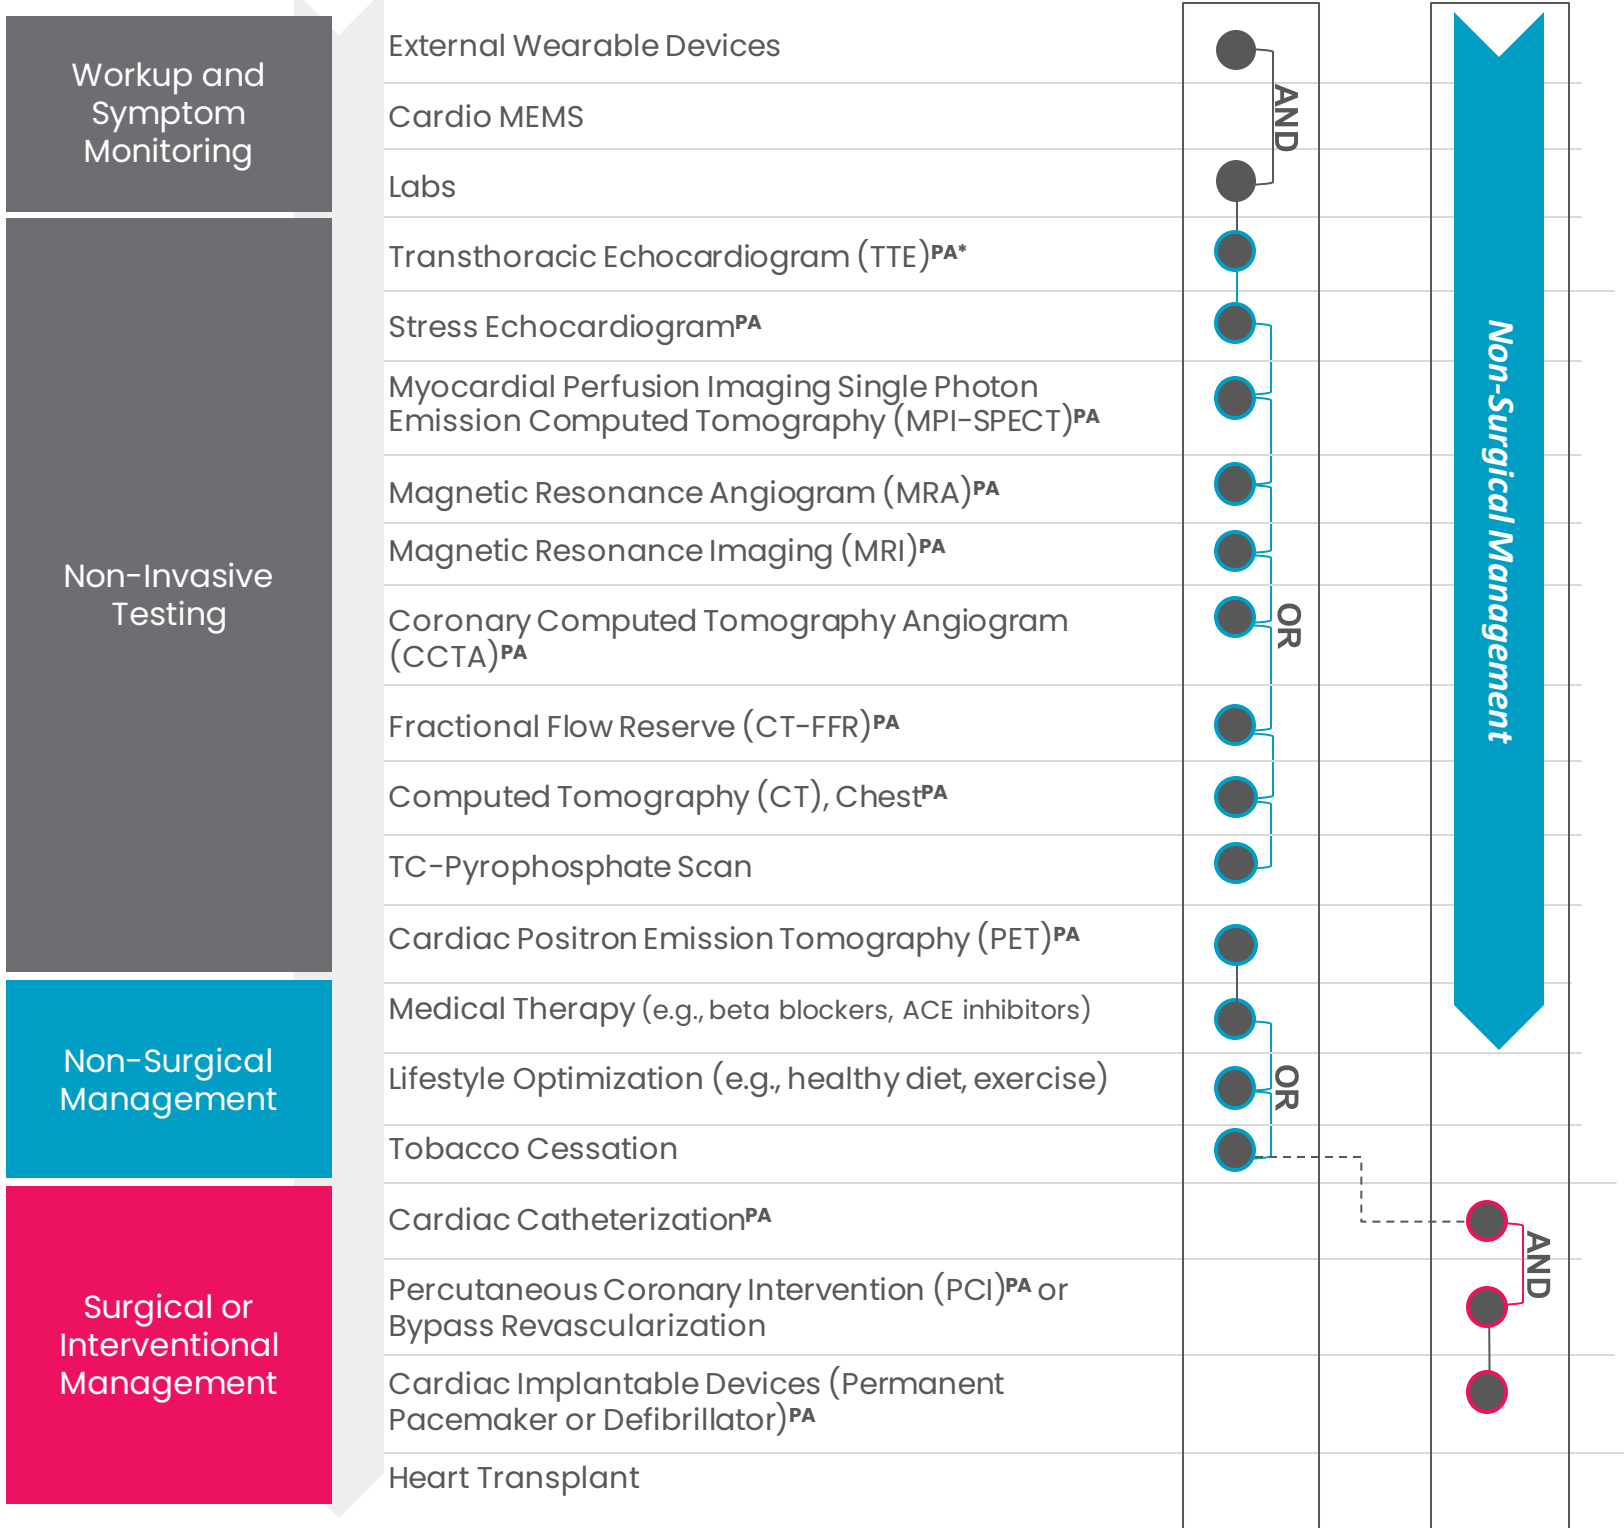 Workup and
Symptom
Monitoring
External Wearable Devices
Cardio MEMS
Labs
AND
Non-Invasive
Testing
Transthoracic Echocardiogram (TTE)PA*
Stress EchocardiogramPA
Myocardial Perfusion Imaging Single Photon
Emission Computed Tomography (MPI-SPECT)PA
Magnetic Resonance Angiogram (MRA)PA
Magnetic Resonance Imaging (MRI)PA
Coronary Computed Tomography Angiogram
(CCTA)PA
Fractional Flow Reserve (CT-FFR)PA
Computed Tomography (CT), ChestPA
TC-Pyrophosphate Scan
Cardiac Positron Emission Tomography (PET)PA
OR
Non-Surgical Management
Non-Surgical
Management
Medical Therapy (e.g., beta blockers, ACE inhibitors)
Lifestyle Optimization (e.g., healthy diet, exercise)
Tobacco Cessation
OR
Surgical or
Interventional
Management
Cardiac CatheterizationPA
Percutaneous Coronary Intervention (PCI)PA or
Bypass Revascularization
Cardiac Implantable Devices (Permanent
Pacemaker or Defibrillator)PA
Heart Transplant
AND